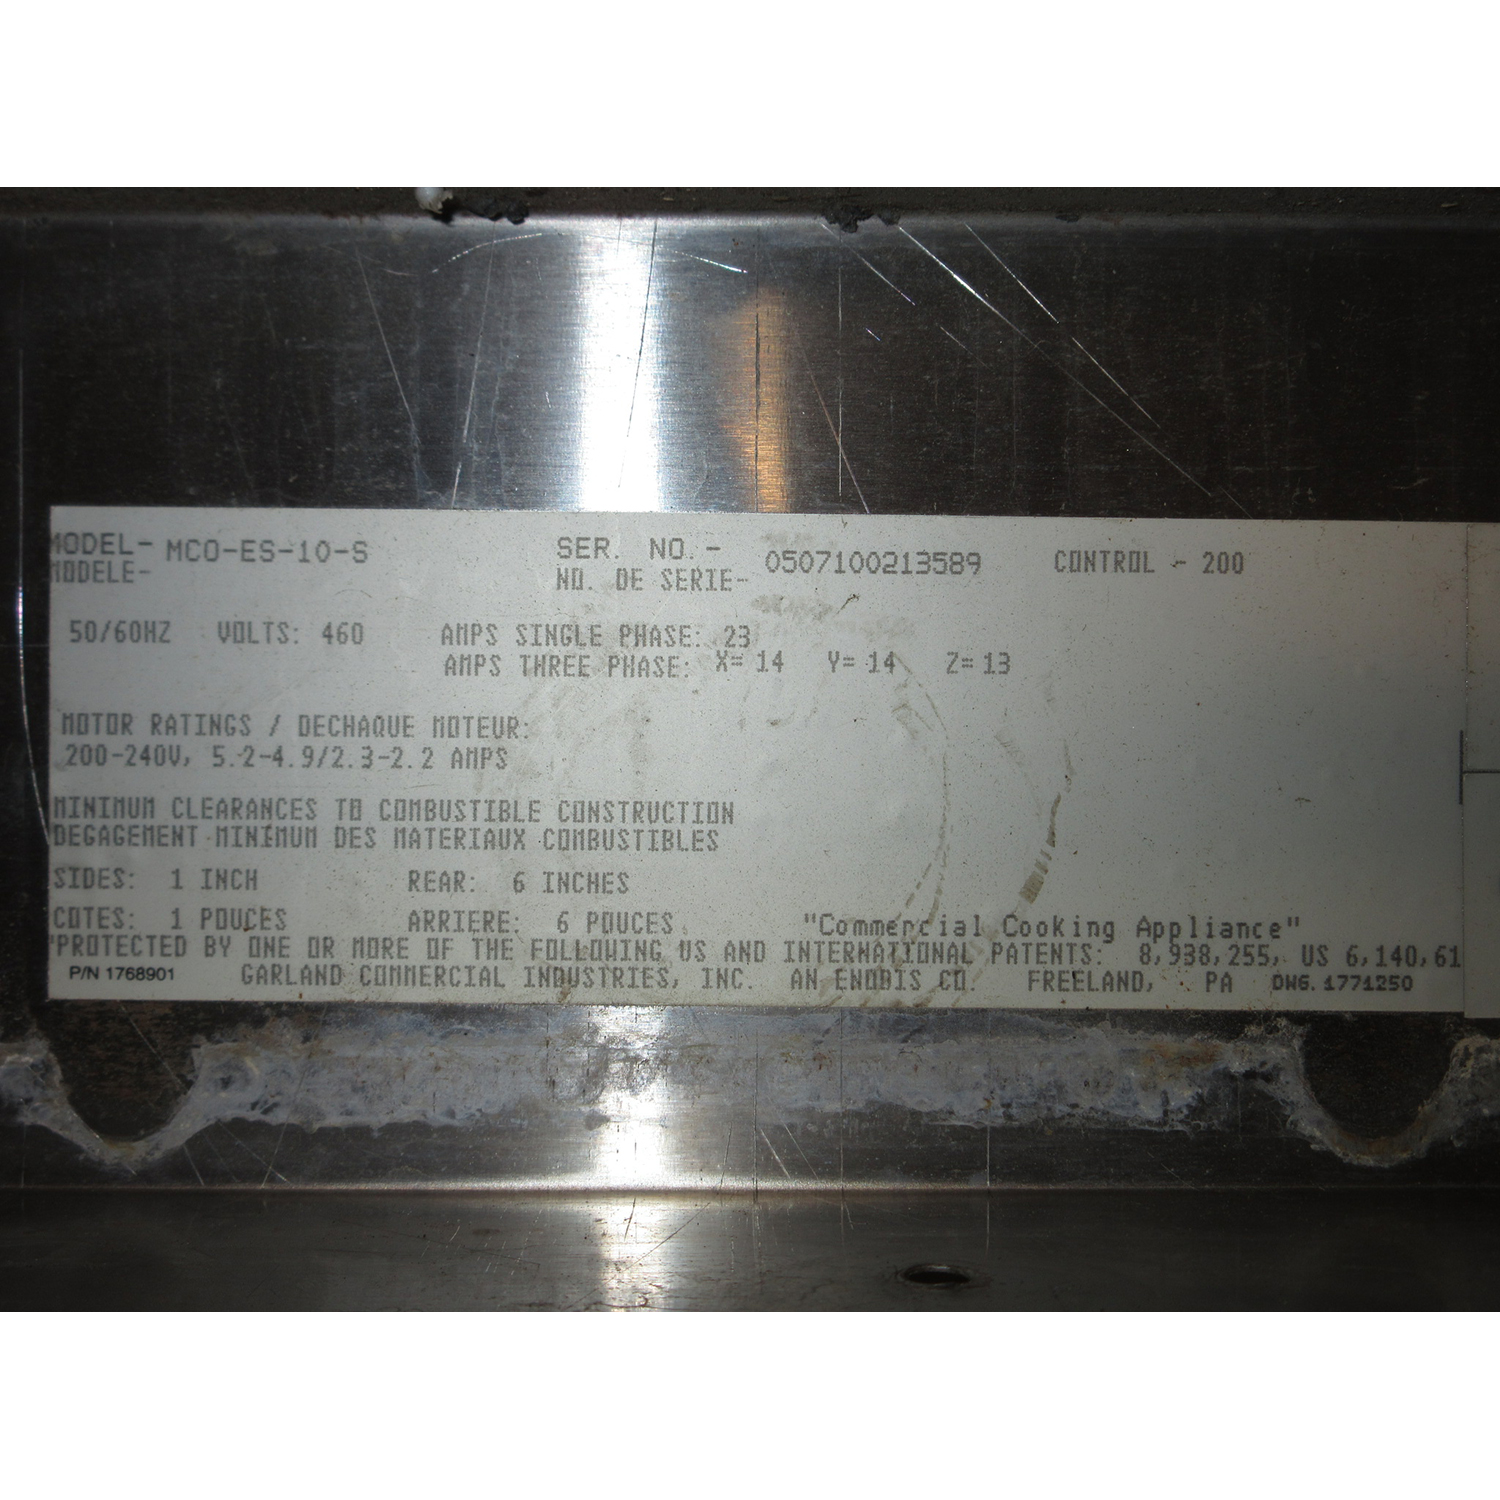 MODEL- MCO-ES-10-S SER. NO. - 0507100213589 CONTROL - 200
MODELE- NO. DE SERIE-
50/60HZ VOLTS: 460 AMPS SINGLE PHASE: 23
AMPS THREE PHASE: X= 14 Y= 14 Z= 13
MOTOR RATINGS / DECHAQUE MOTEUR:
200-240V, 5.2-4.9/2.3-2.2 AMPS
MINIMUM CLEARANCES TO COMBUSTIBLE CONSTRUCTION
DEGAGEMENT MINIMUM DES MATERIAUX COMBUSTIBLES
SIDES: 1 INCH REAR: 6 INCHES
COTES: 1 POUCES ARRIERE: 6 POUCES "Commercial Cooking Appliance"
"PROTECTED BY ONE OR MORE OF THE FOLLOWING US AND INTERNATIONAL PATENTS: 8,938,255, US 6,140,61
P/N 1768901 GARLAND COMMERCIAL INDUSTRIES, INC. AN ENODIS CO. FREELAND, PA DWG. 1771250